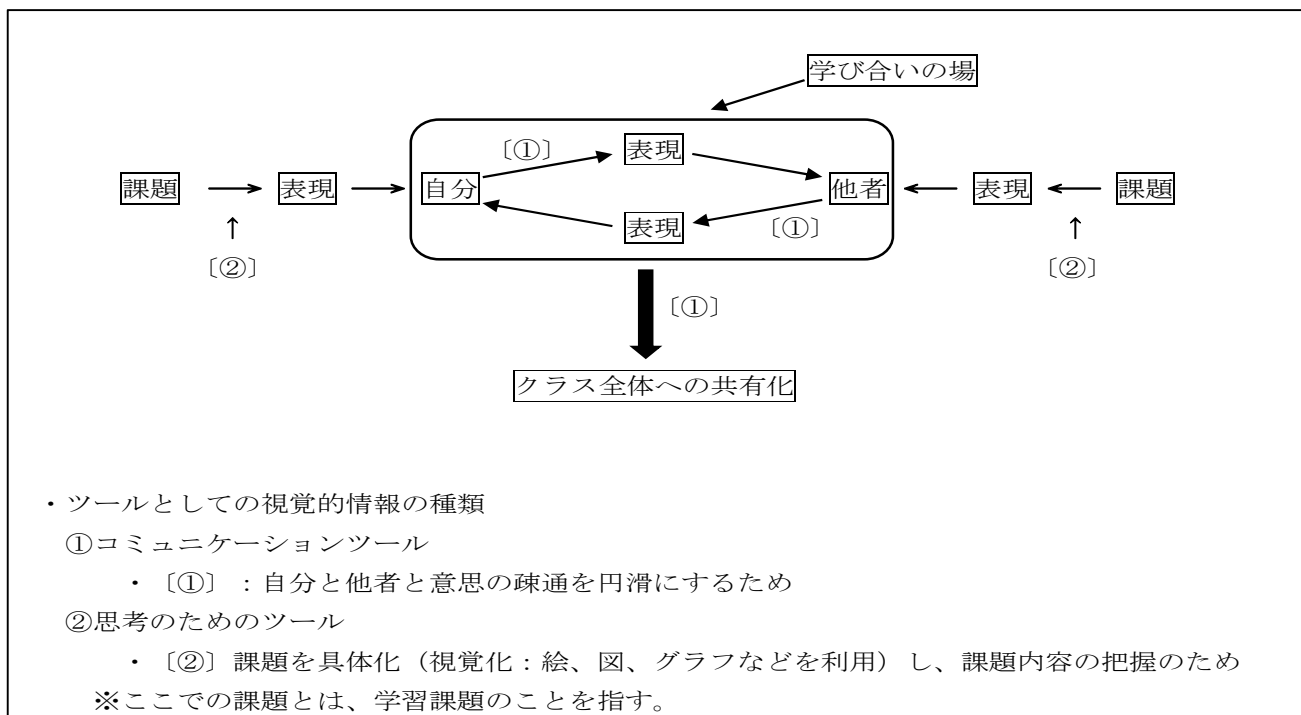 学び合いの場
〔①〕 表現
課題 表現 自分 他者 表現 課題
表現 〔①〕
〔②〕 〔②〕
〔①〕
クラス全体への共有化
・ツールとしての視覚的情報の種類
①コミュニケーションツール
・〔①〕：自分と他者と意思の疎通を円滑にするため
②思考のためのツール
・〔②〕課題を具体化（視覚化：絵、図、グラフなどを利用）し、課題内容の把握のため
※ここでの課題とは、学習課題のことを指す。